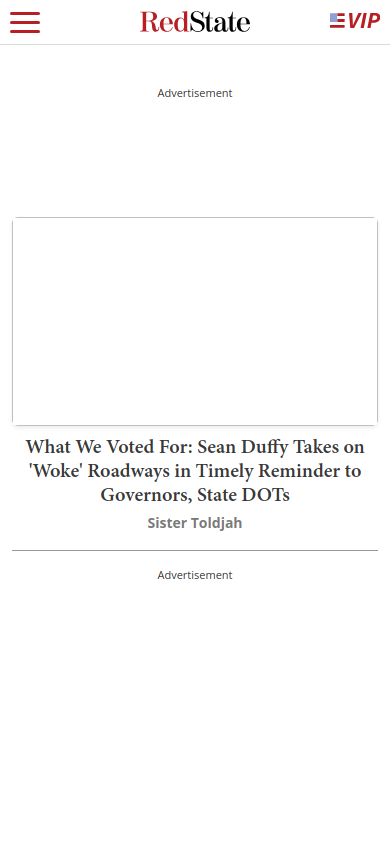 RedState
VIP
Advertisement
What We Voted For: Sean Duffy Takes on
'Woke' Roadways in Timely Reminder to
Governors, State DOTs
Sister Toldjah
Advertisement